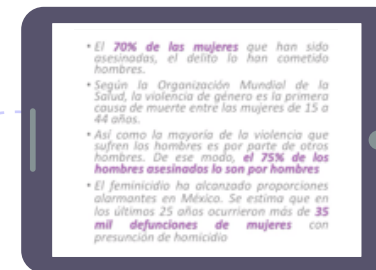 • El 70% de las mujeres que han sido
asesinadas, el delito lo han cometido
hombres.
• Según la Organización Mundial de la
Salud, la violencia de género es la primera
causa de muerte entre las mujeres de 15 a
44 años.
• Así como la mayoría de la violencia que
sufren los hombres es por parte de otros
hombres. De ese modo, el 75% de los
hombres asesinados lo son por hombres
• El feminicidio ha alcanzado proporciones
alarmantes en México. Se estima que en
los últimos 25 años ocurrieron más de 35
mil defunciones de mujeres con
presunción de homicidio